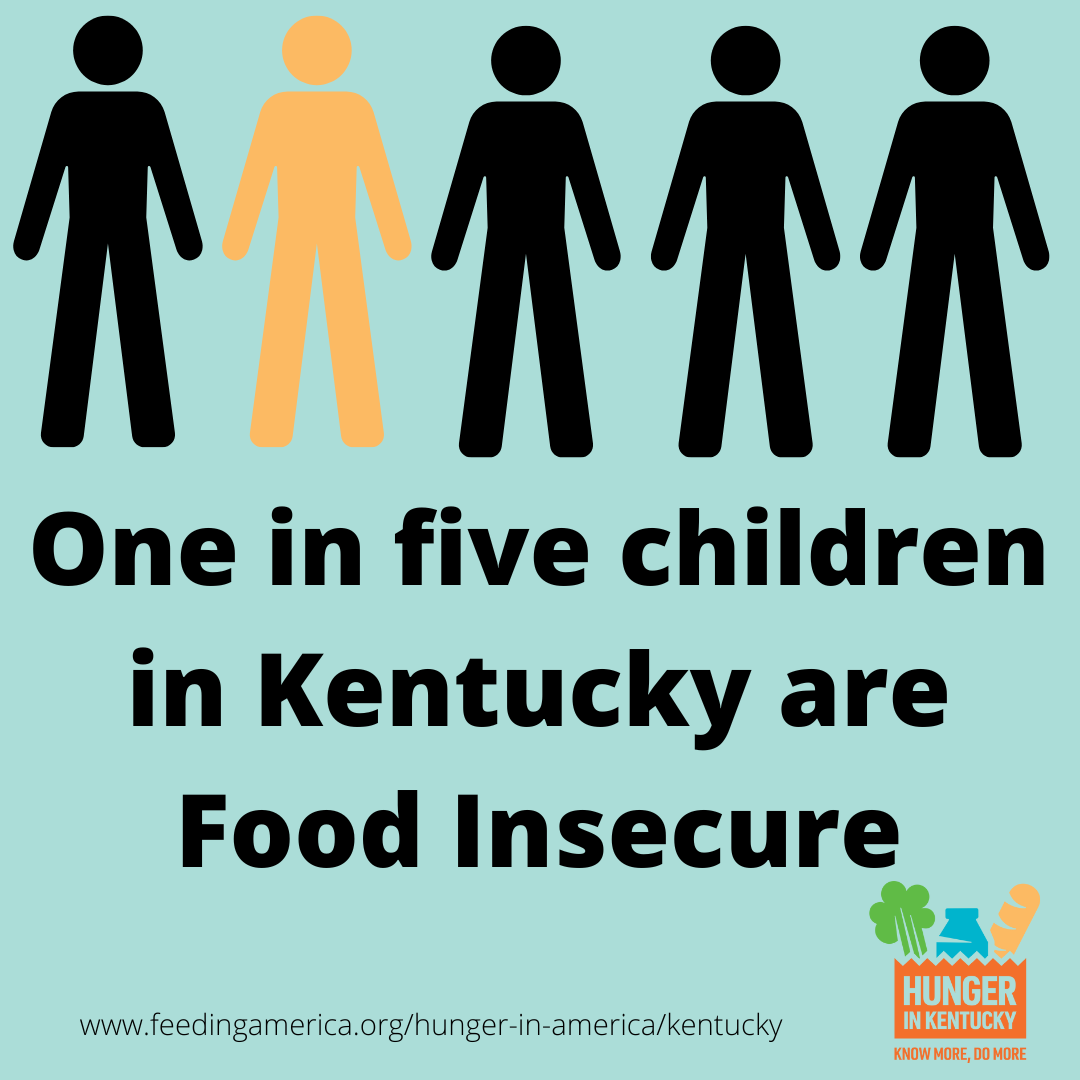 One in five children
in Kentucky are
Food Insecure
HUNGER
IN KENTUCKY
KNOW MORE, DO MORE
www.feedingamerica.org/hunger-in-america/kentucky